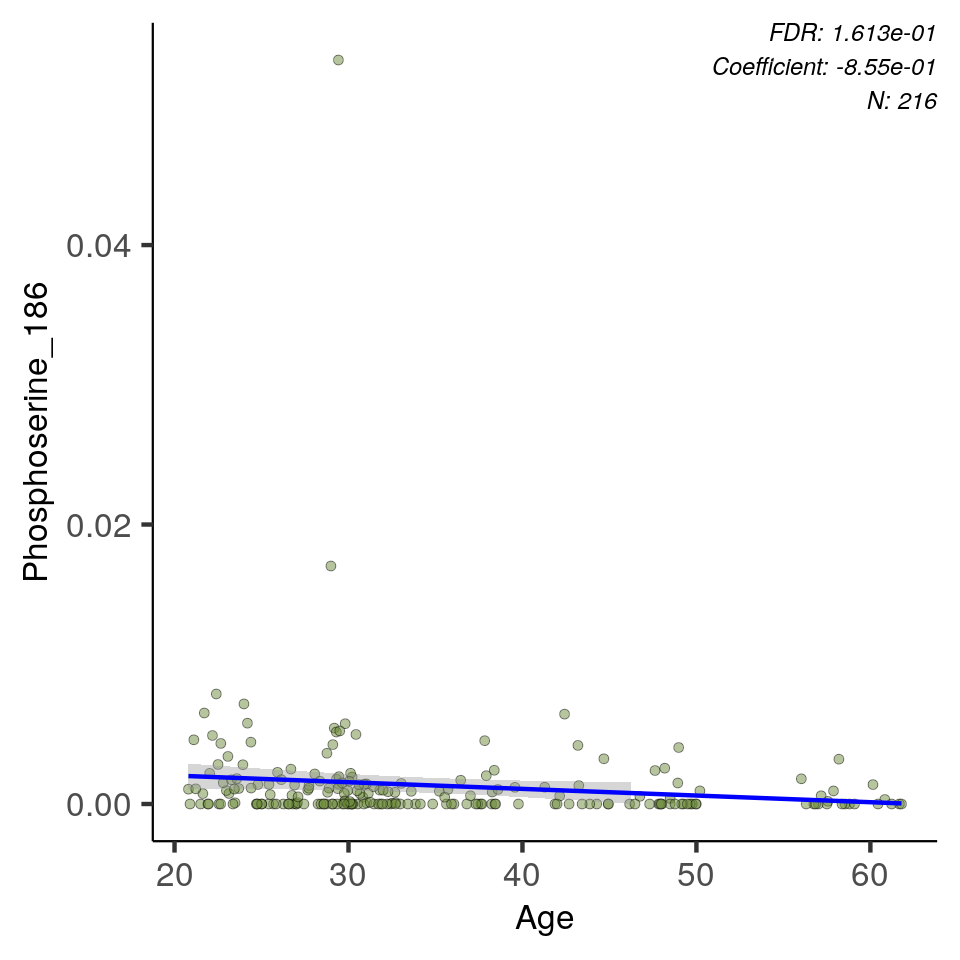 FDR: 1.613e-01
Coefficient: -8.55e-01
N: 216
0.04
0.02
0.00
Phosphoserine_186
20 30 40 50 60
Age